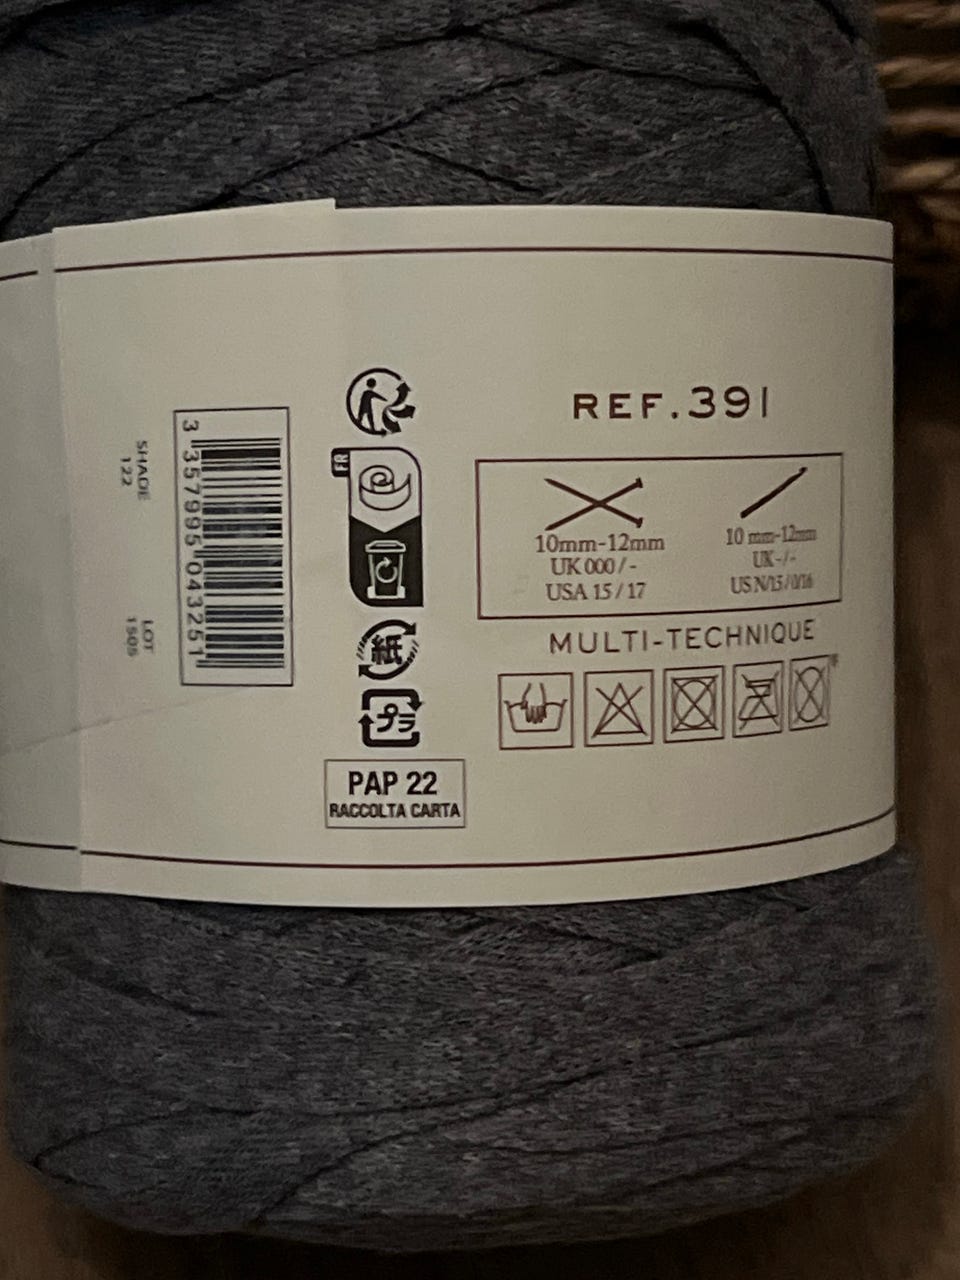 REF.391
10mm-12mm
UK 000 / -
USA 15 / 17
10 mm-12mm
UK - / -
US N/15 / 0/16
MULTI-TECHNIQUE
FR
紙
プラ
PAP 22
RACCOLTA CARTA
3 357995 043251
SHADE
122
LOT
1505